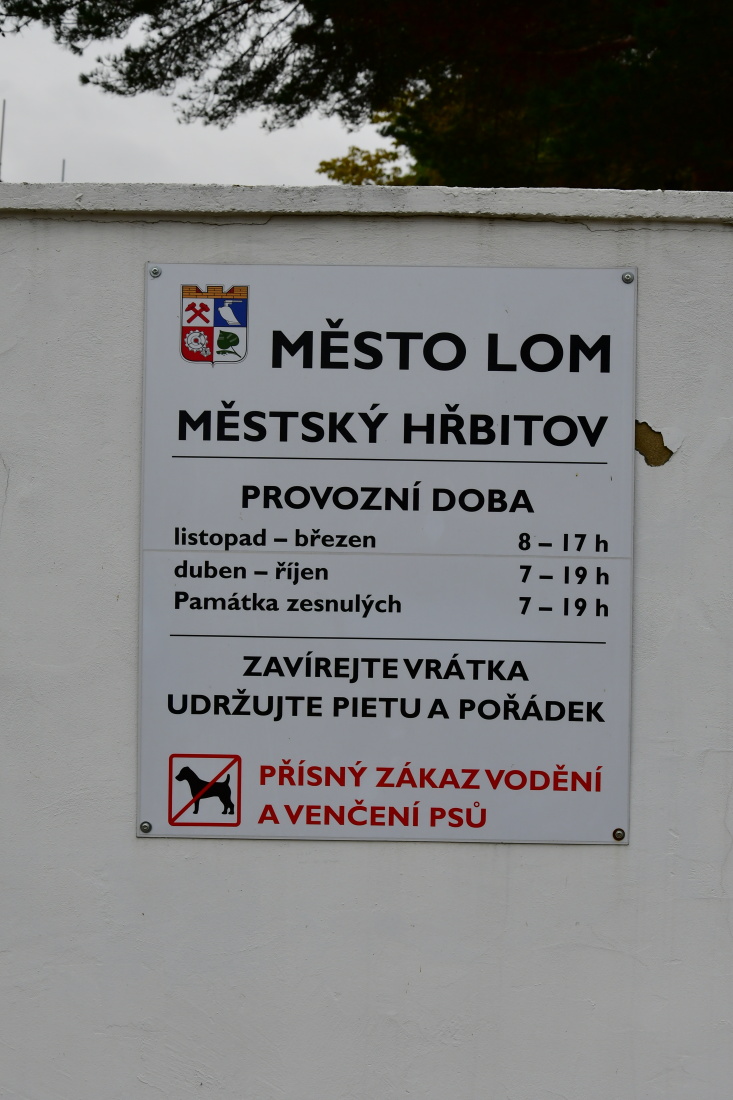 MĚSTO LOM
MĚSTSKÝ HŘBITOV
PROVOZNÍ DOBA
listopad – březen 8 – 17 h
duben – říjen 7 – 19 h
Památka zesnulých 7 – 19 h
ZAVÍREJTE VRÁTKA
UDRŽUJTE PIETU A POŘÁDEK
PŘÍSNÝ ZÁKAZ VODĚNÍ
A VENČENÍ PSŮ